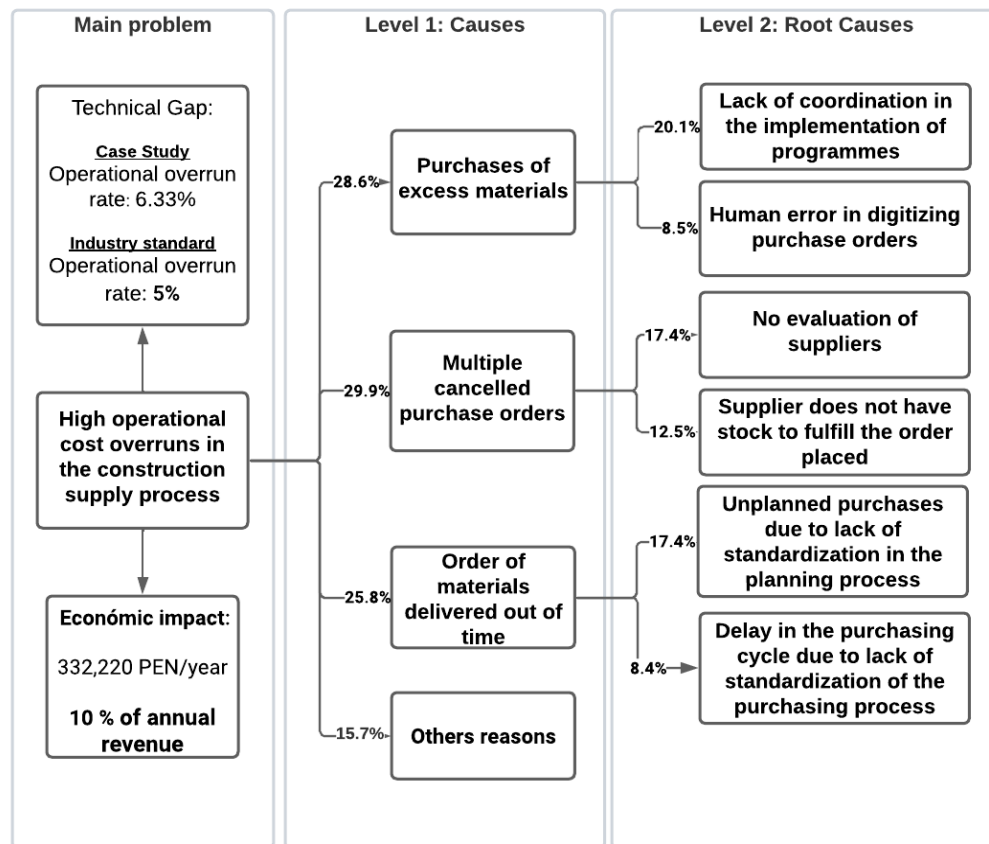 Main problem
Technical Gap:
Case Study
Operational overrun
rate: 6.33%
Industry standard
Operational overrun
rate: 5%
High operational
cost overruns in
the construction
supply process
Económic impact:
332,220 PEN/year
10 % of annual
revenue
Level 1: Causes
28.6%
Purchases of
excess materials
29.9%
Multiple
cancelled
purchase orders
25.8%
Order of
materials
delivered out of
time
15.7%
Others reasons
Level 2: Root Causes
20.1%
Lack of coordination in
the implementation of
programmes
8.5%
Human error in digitizing
purchase orders
17.4%
No evaluation of
suppliers
12.5%
Supplier does not have
stock to fulfill the order
placed
17.4%
Unplanned purchases
due to lack of
standardization in the
planning process
8.4%
Delay in the purchasing
cycle due to lack of
standardization of the
purchasing process